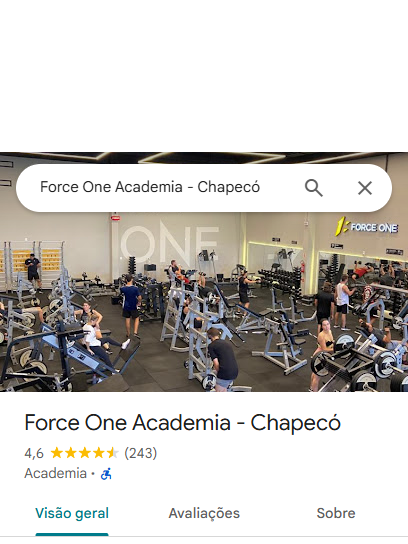 Force One Academia - Chapecó
ONE
FORCE ONE
Force One Academia - Chapecó
4,6 (243)
Academia ·
Visão geral
Avaliações
Sobre